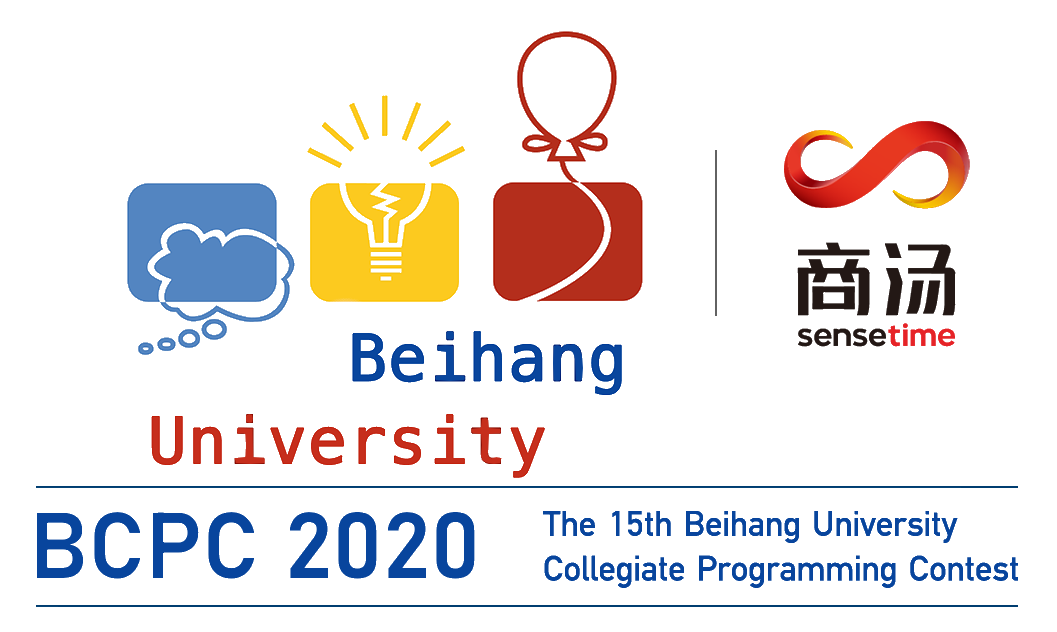 商汤
sensetime
Beihang
University
BCPC 2020
The 15th Beihang University
Collegiate Programming Contest